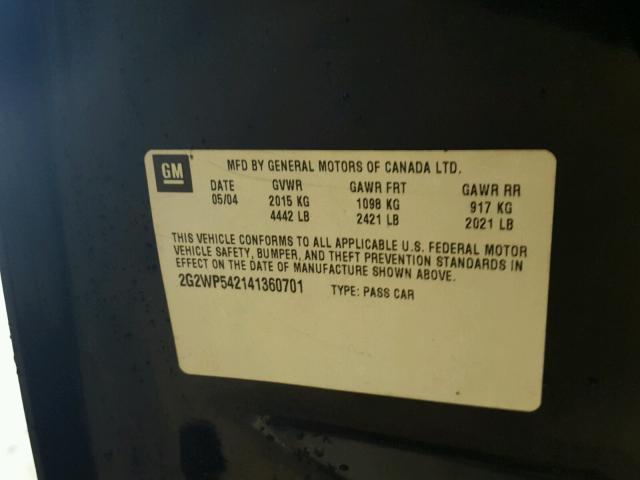 GM MFD BY GENERAL MOTORS OF CANADA LTD.
DATE GVWR GAWR FRT GAWR RR
05/04 2015 KG 1098 KG 917 KG
4442 LB 2421 LB 2021 LB
THIS VEHICLE CONFORMS TO ALL APPLICABLE U.S. FEDERAL MOTOR
VEHICLE SAFETY, BUMPER, AND THEFT PREVENTION STANDARDS IN
EFFECT ON THE DATE OF MANUFACTURE SHOWN ABOVE.
2G2WP542141360701 TYPE: PASS CAR